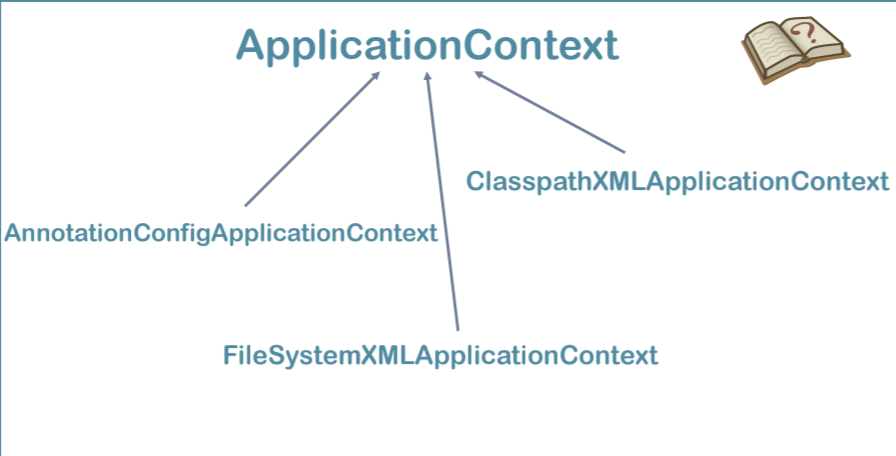 ApplicationContext
ClasspathXMLApplicationContext
AnnotationConfigApplicationContext
FileSystemXMLApplicationContext
?